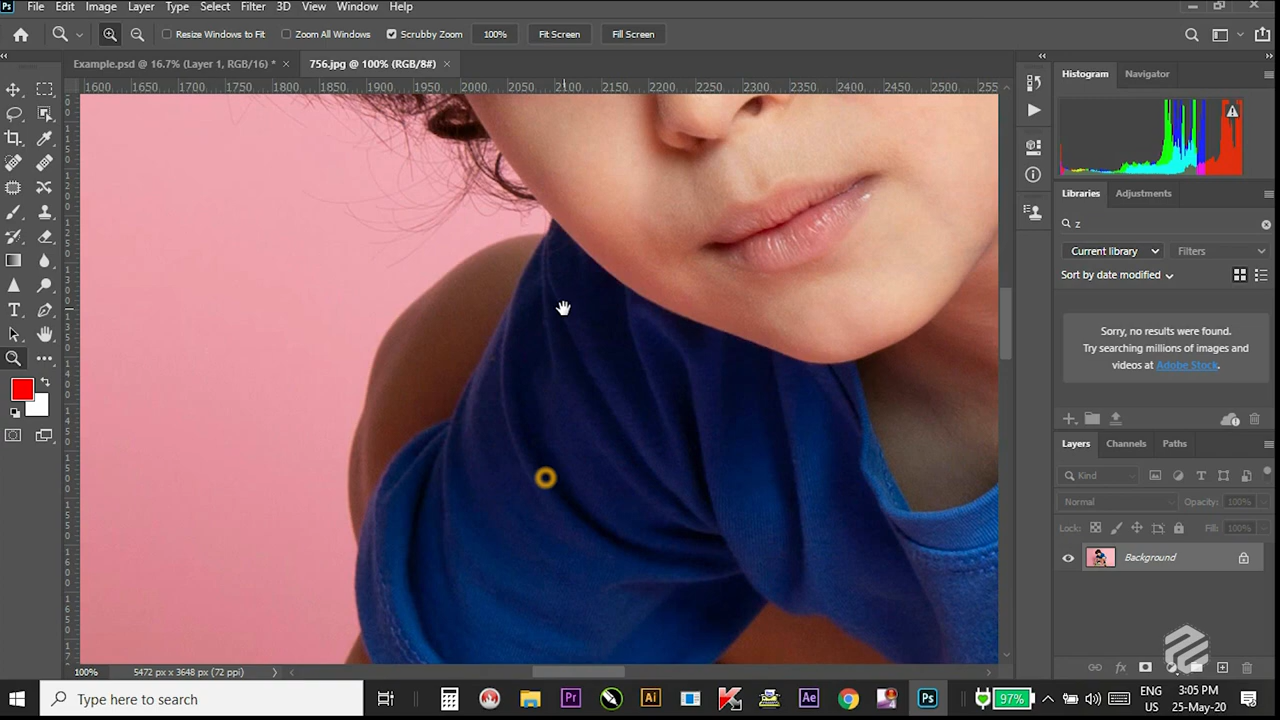 Ps File Edit Image Layer Type Select Filter 3D View Window Help
Resize Windows to Fit Zoom All Windows Scrubby Zoom 100% Fit Screen Fill Screen
Example.psd @ 16.7% (Layer 1, RGB/16) * × 756.jpg @ 100% (RGB/8#) ×
1600 1650 1700 1750 1800 1850 1900 1950 2000 2050 2100 2150 2200 2250 2300 2350 2400 2450 2500 255
Histogram Navigator
Libraries Adjustments
z
Current library Filters
Sort by date modified
Sorry, no results were found.
Try searching millions of images and
videos at Adobe Stock.
Layers Channels Paths
Kind
Normal Opacity: 100%
Lock: Fill: 100%
Background
100% 5472 px x 3648 px (72 ppi)
Type here to search
Pr Ai Ae Ps 97% ENG 3:05 PM
US 25-May-20